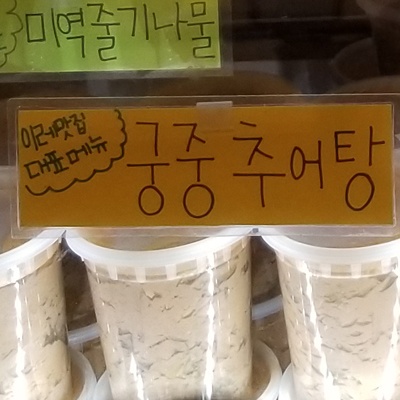 미역줄기나물
이레맛집
대표메뉴
궁중 추어탕